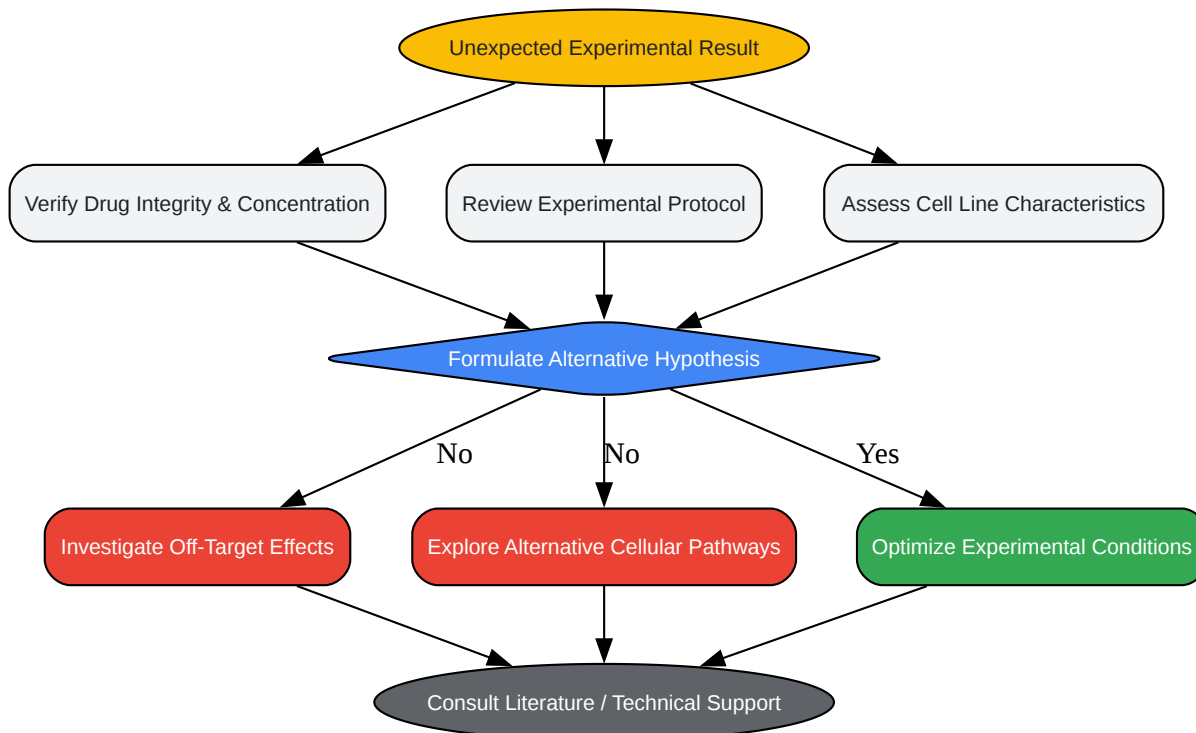 Unexpected Experimental Result
Verify Drug Integrity & Concentration
Review Experimental Protocol
Assess Cell Line Characteristics
Formulate Alternative Hypothesis
No
No
Yes
Investigate Off-Target Effects
Explore Alternative Cellular Pathways
Optimize Experimental Conditions
Consult Literature / Technical Support